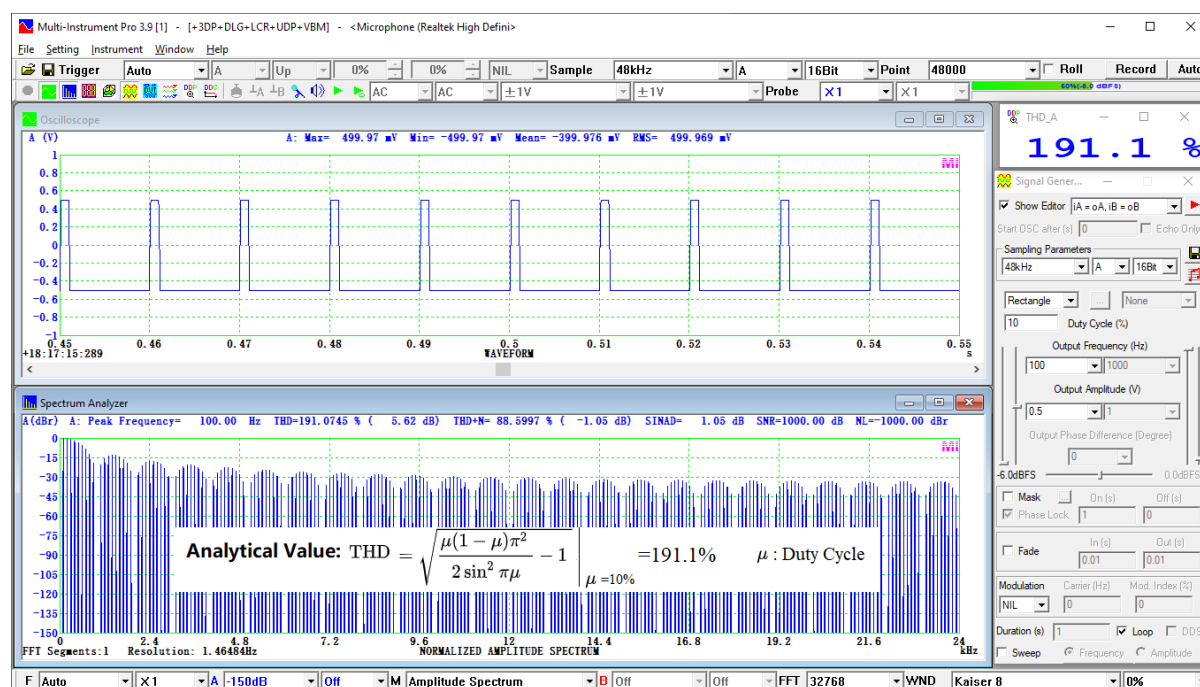 Multi-Instrument Pro 3.9 [1] - [+3DP+DLG+LCR+UDP+VBM] - <Microphone (Realtek High Defini>
File Setting Instrument Window Help
Trigger Auto A Up 0% 0% NIL Sample 48kHz A 16Bit Point 48000 Roll Record Auto
AC AC ±1V ±1V Probe X1 X1 60%(-6.0 dBFS)
Oscilloscope
A (V) A: Max= 499.97 mV Min= -499.97 mV Mean= -399.976 mV RMS= 499.969 mV
MI
1
0.8
0.6
0.4
0.2
0
-0.2
-0.4
-0.6
-0.8
-1
0.45 0.46 0.47 0.48 0.49 0.5 0.51 0.52 0.53 0.54 0.55
+18:17:15:289 WAVEFORM s
Spectrum Analyzer
A(dBr) A: Peak Frequency= 100.00 Hz THD=191.0745 % ( 5.62 dB) THD+N= 88.5997 % ( -1.05 dB) SINAD= 1.05 dB SNR=1000.00 dB NL=-1000.00 dBr
MI
0
-15
-30
-45
-60
-75
-90
-105
-120
-135
-150
Analytical Value: THD = √(μ(1 − μ)π² / 2 sin² πμ − 1) | μ=10% =191.1% μ : Duty Cycle
0 2.4 4.8 7.2 9.6 12 14.4 16.8 19.2 21.6 24
FFT Segments:1 Resolution: 1.46484Hz NORMALIZED AMPLITUDE SPECTRUM kHz
F Auto X1 A -150dB Off M Amplitude Spectrum B Off Off FFT 32768 WND Kaiser 8 0%
DDP THD_A
191.1 %
Signal Gener...
Show Editor iA = oA, iB = oB
Start OSC after (s) 0 Echo Only
Sampling Parameters
48kHz A 16Bit
Rectangle ... None
10 Duty Cycle (%)
Output Frequency (Hz)
100 1000
Output Amplitude (V)
0.5 1
Output Phase Difference (Degree)
0
-6.0dBFS 0.0dBFS
Mask ... On (s) Off (s)
Phase Lock 1 0
Fade In (s) Out (s)
0.01 0.01
Modulation Carrier (Hz) Mod. Index (%)
NIL 0 0
Duration (s) 1 Loop DDS
Sweep Frequency Amplitude